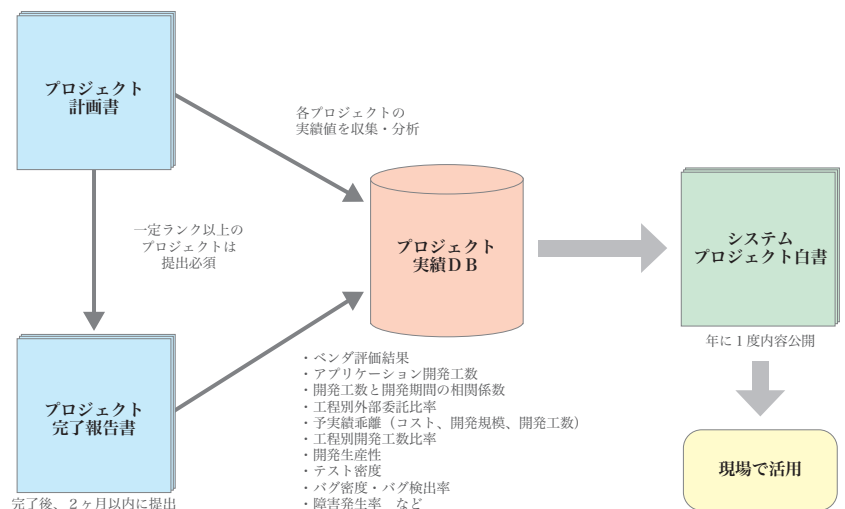 プロジェクト
計画書
各プロジェクトの
実績値を収集・分析
一定ランク以上の
プロジェクトは
提出必須
プロジェクト
実績ＤＢ
システム
プロジェクト白書
年に１度内容公開
プロジェクト
完了報告書
完了後、２ヶ月以内に提出
・ベンダ評価結果
・アプリケーション開発工数
・開発工数と開発期間の相関係数
・工程別外部委託比率
・予実績乖離（コスト、開発規模、開発工数）
・工程別開発工数比率
・開発生産性
・テスト密度
・バグ密度・バグ検出率
・障害発生率　など
現場で活用